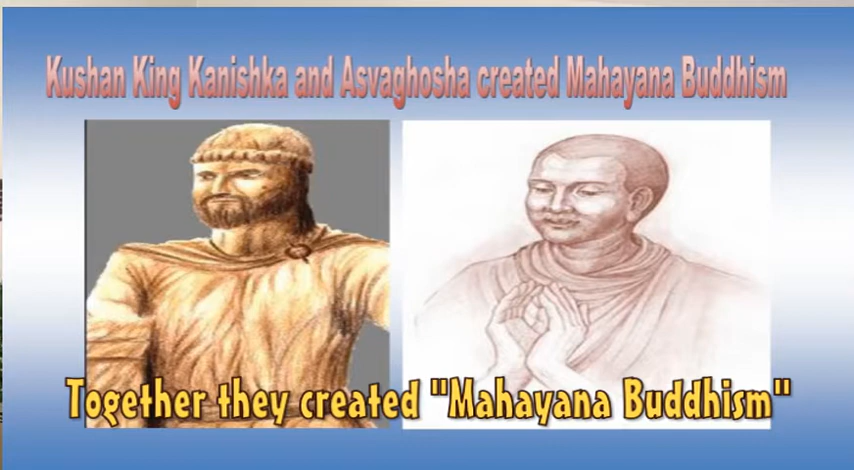 Kushan King Kanishka and Asvaghosha created Mahayana Buddhism
Together they created "Mahayana Buddhism"